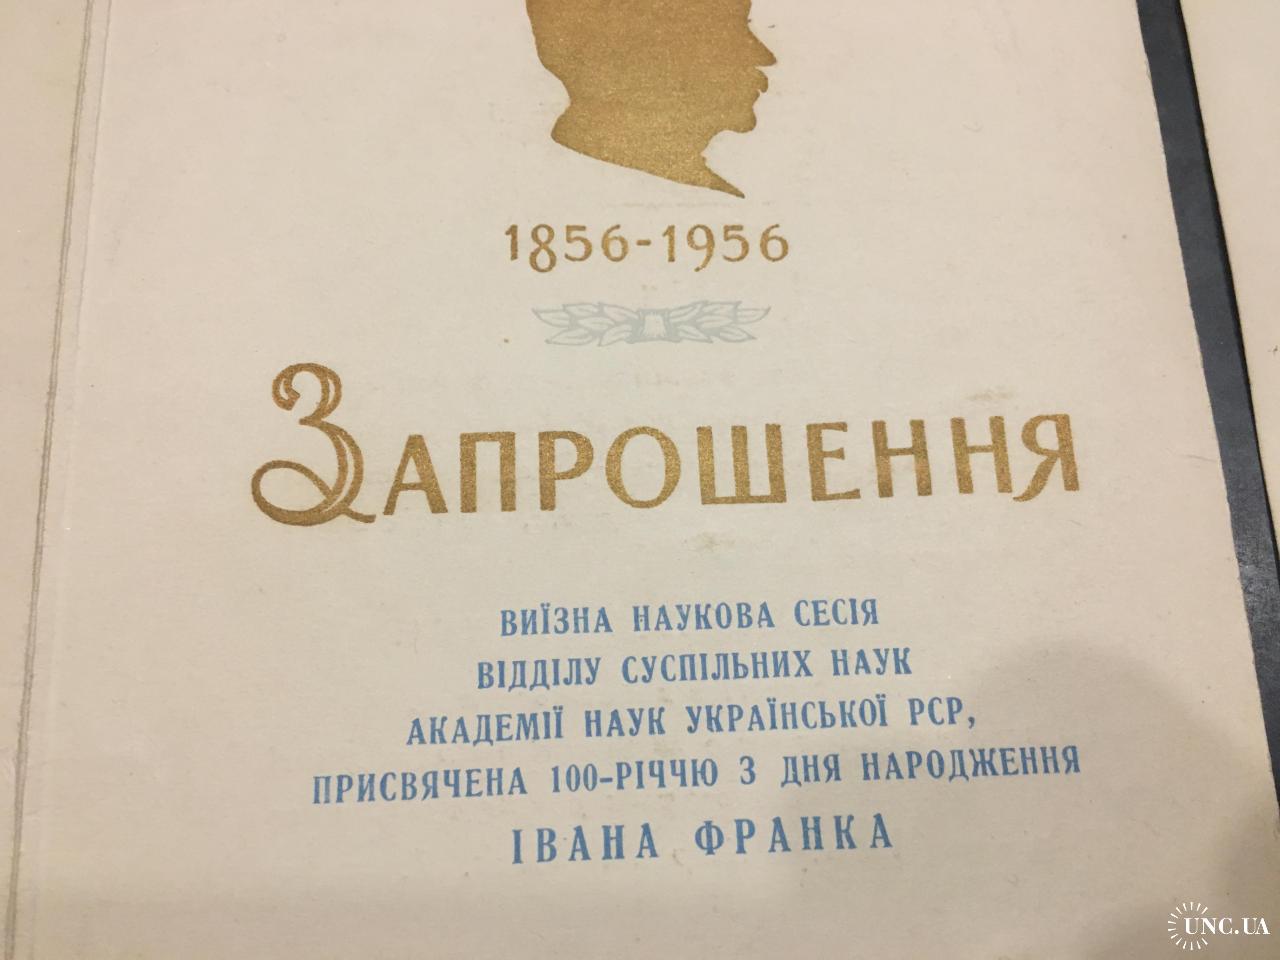 1856-1956
ЗАПРОШЕННЯ
ВИЇЗНА НАУКОВА СЕСІЯ
ВІДДІЛУ СУСПІЛЬНИХ НАУК
АКАДЕМІЇ НАУК УКРАЇНСЬКОЇ РСР,
ПРИСВЯЧЕНА 100-РІЧЧЮ З ДНЯ НАРОДЖЕННЯ
ІВАНА ФРАНКА
UNC.UA